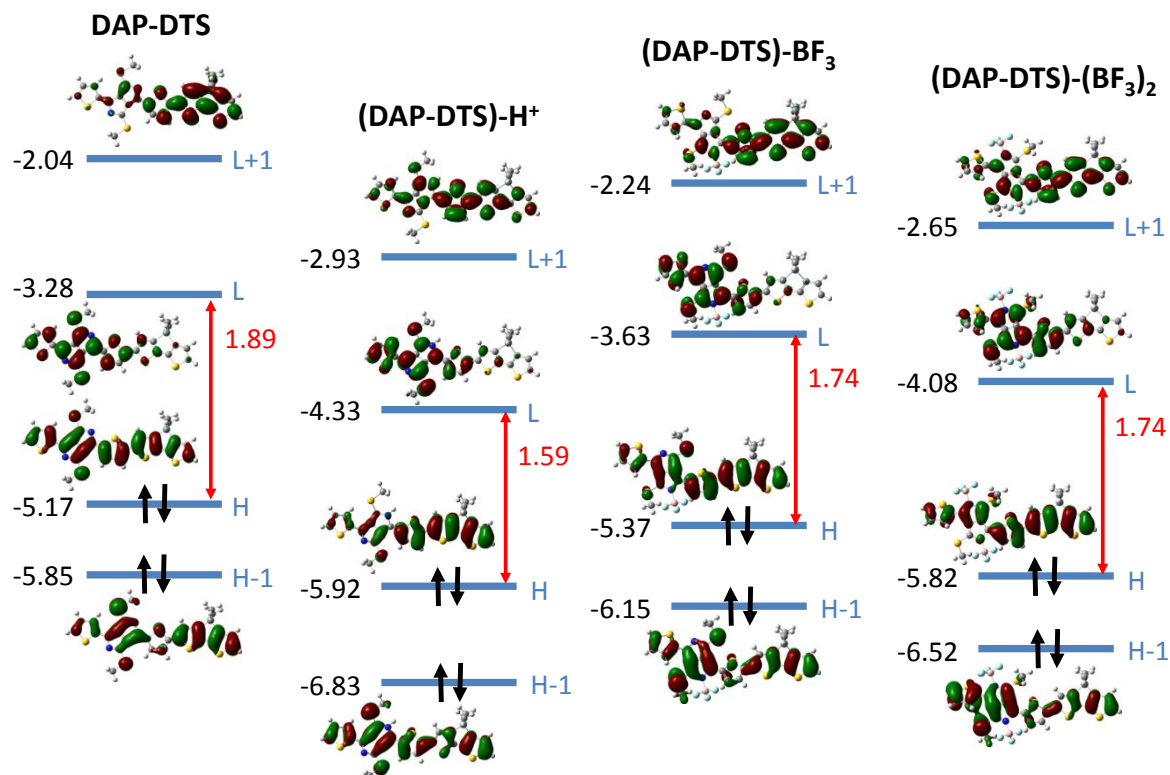 DAP-DTS
-2.04 L+1
-3.28 L
1.89
-5.17 H
-5.85 H-1
(DAP-DTS)-H⁺
-2.93 L+1
-4.33 L
1.59
-5.92 H
-6.83 H-1
(DAP-DTS)-BF₃
-2.24 L+1
-3.63 L
1.74
-5.37 H
-6.15 H-1
(DAP-DTS)-(BF₃)₂
-2.65 L+1
-4.08 L
1.74
-5.82 H
-6.52 H-1